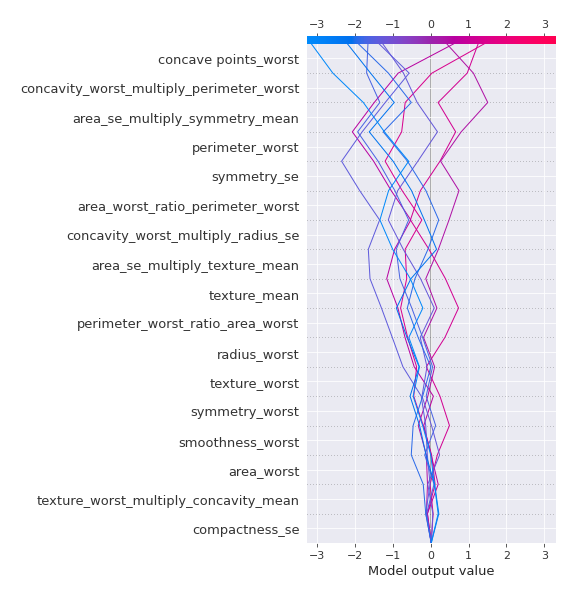 −3 −2 −1 0 1 2 3
concave points_worst
concavity_worst_multiply_perimeter_worst
area_se_multiply_symmetry_mean
perimeter_worst
symmetry_se
area_worst_ratio_perimeter_worst
concavity_worst_multiply_radius_se
area_se_multiply_texture_mean
texture_mean
perimeter_worst_ratio_area_worst
radius_worst
texture_worst
symmetry_worst
smoothness_worst
area_worst
texture_worst_multiply_concavity_mean
compactness_se
−3 −2 −1 0 1 2 3
Model output value